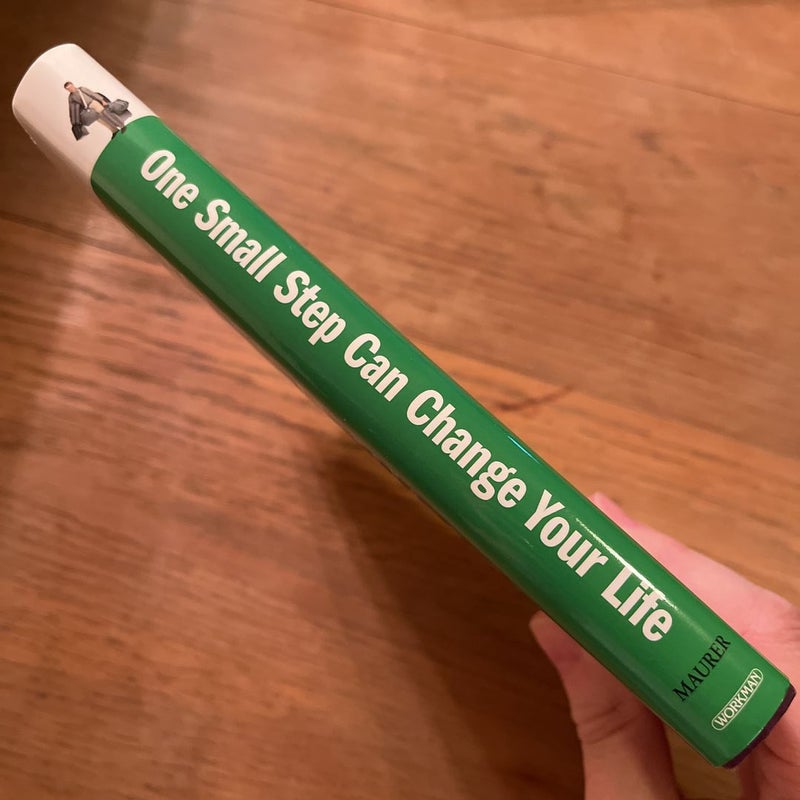 One Small Step Can Change Your Life
MAURER
WORKMAN